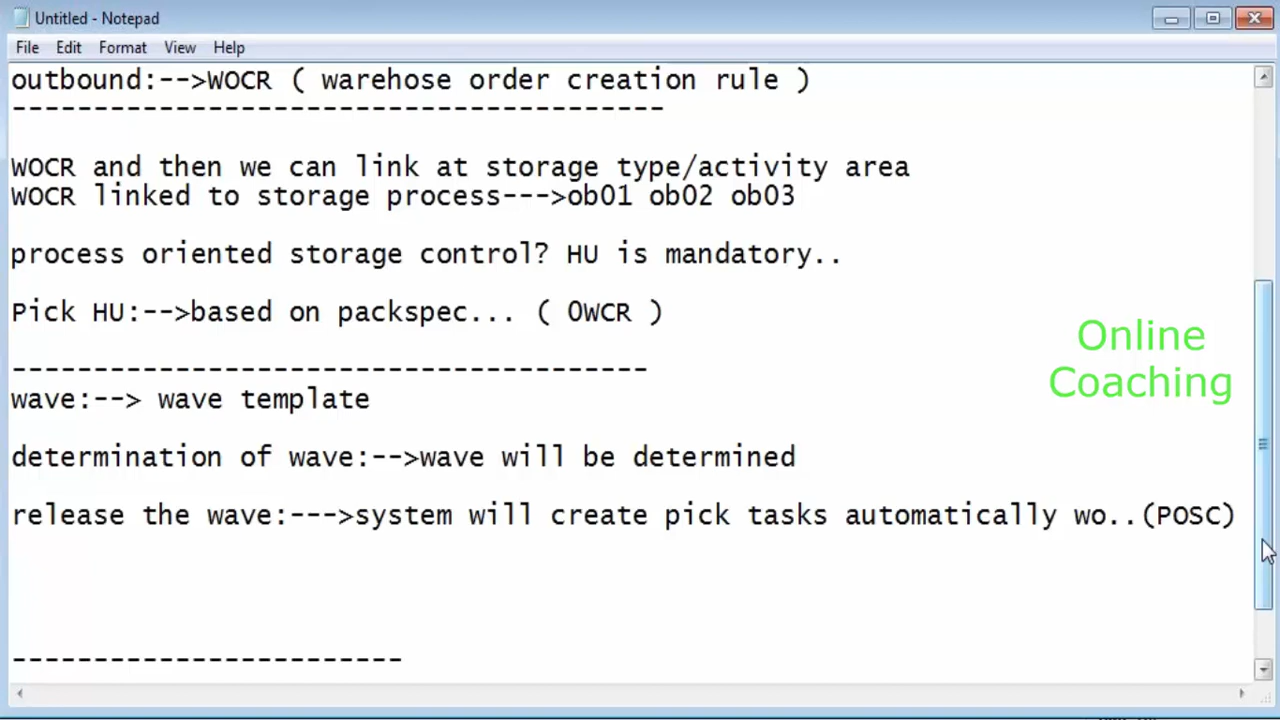 Untitled - Notepad
File Edit Format View Help
outbound:-->WOCR ( warehose order creation rule )
----------------------------------------
WOCR and then we can link at storage type/activity area
WOCR linked to storage process--->ob01 ob02 ob03
process oriented storage control? HU is mandatory..
Pick HU:-->based on packspec... ( OWCR )
---------------------------------------
wave:--> wave template
determination of wave:-->wave will be determined
release the wave:--->system will create pick tasks automatically wo..(POSC)
------------------------
Online
Coaching